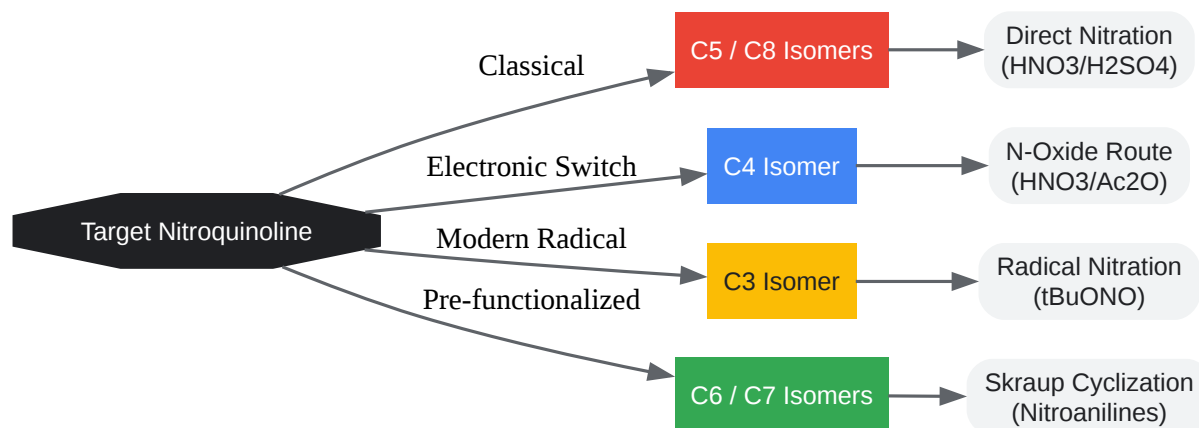 Target Nitroquinoline
Classical
C5 / C8 Isomers
Direct Nitration
(HNO3/H2SO4)
Electronic Switch
C4 Isomer
N-Oxide Route
(HNO3/Ac2O)
Modern Radical
C3 Isomer
Radical Nitration
(tBuONO)
Pre-functionalized
C6 / C7 Isomers
Skraup Cyclization
(Nitroanilines)